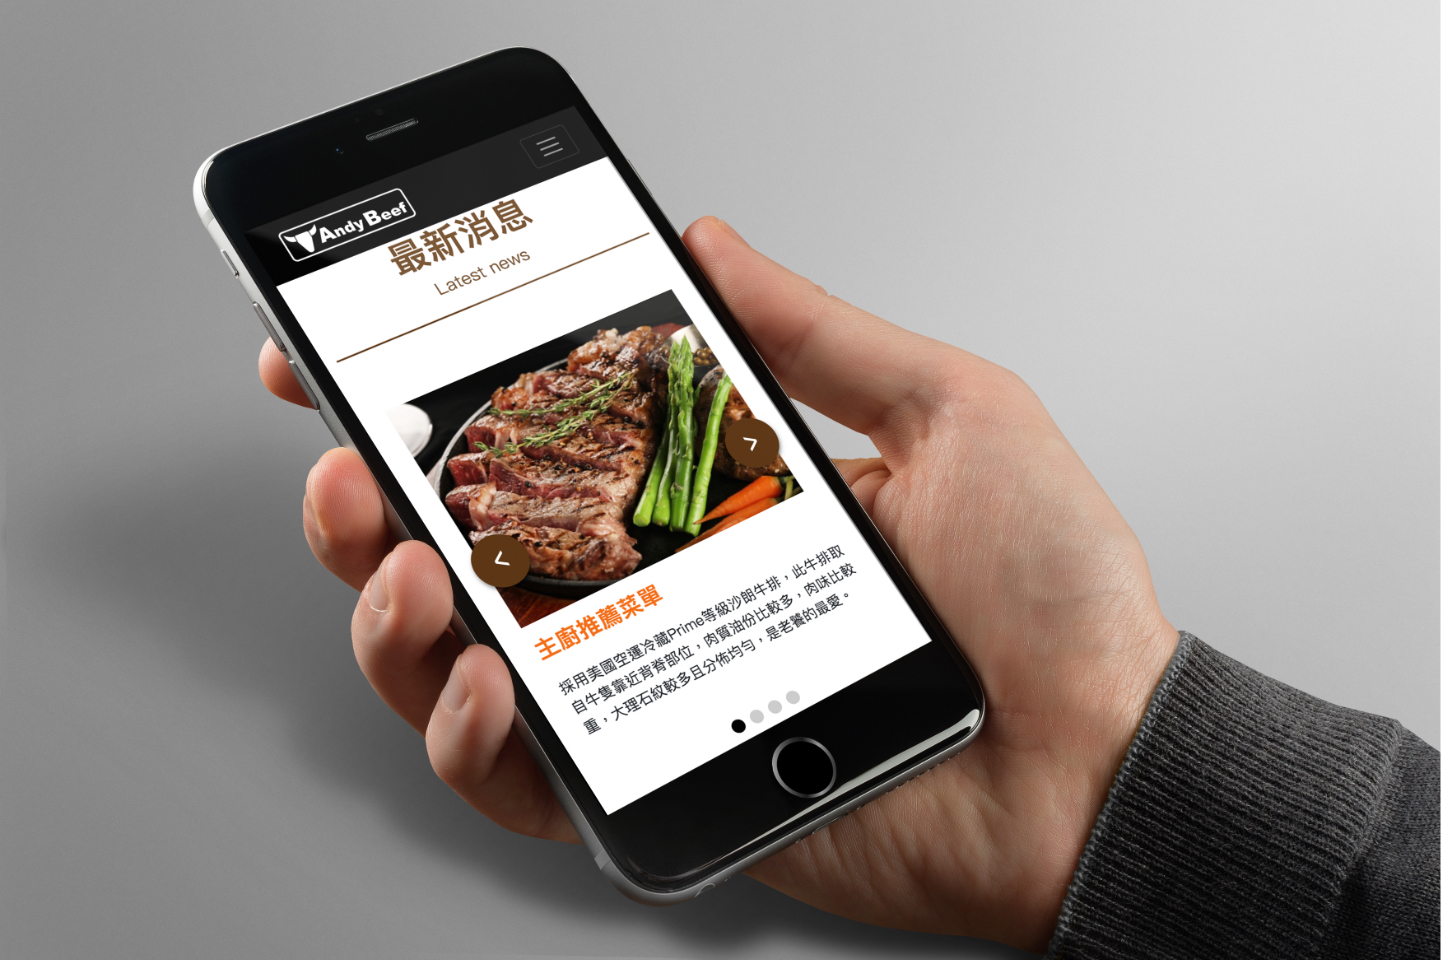 Andy Beef
最新消息
Latest news
主廚推薦菜單
採用美國空運冷藏Prime等級沙朗牛排，此牛排取
自牛隻靠近背脊部位，肉質油份比較多，肉味比較
重，大理石紋較多且分佈均勻，是老饕的最愛。